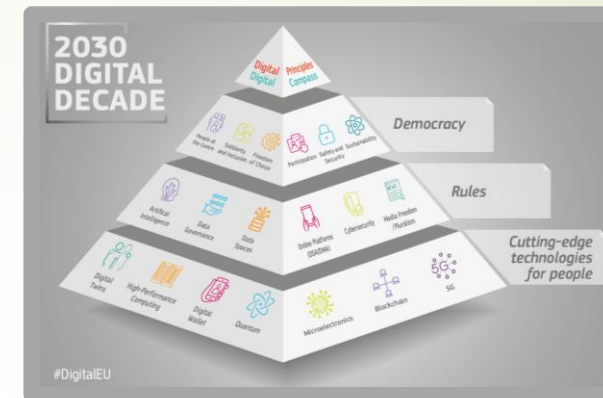 2030
DIGITAL
DECADE
Digital Principles
Digital Compass
People at
the Centre
Solidarity
and Inclusion
Freedom
of Choice
Participation
Safety and
Security
Sustainability
Democracy
Artificial
Intelligence
Data
Governance
Data
Spaces
Online Platforms
(DSA/DMA)
Cybersecurity
Media Freedom
/Pluralism
Rules
Digital
Twins
High-Performance
Computing
Digital
Wallet
Quantum
Microelectronics
Blockchain
5G
5G
Cutting-edge
technologies
for people
#DigitalEU